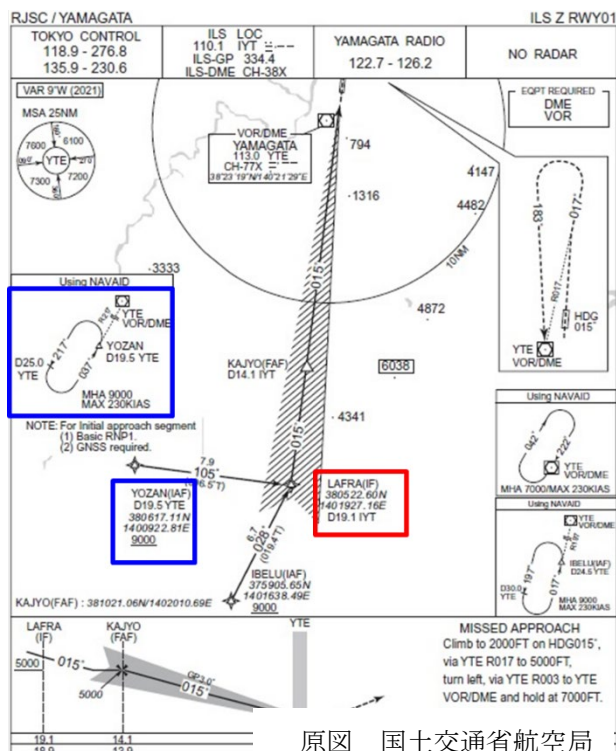 RJSC / YAMAGATA
ILS Z RWY01
TOKYO CONTROL
118.9 - 276.8
135.9 - 230.6
ILS LOC
110.1 IYT
ILS-GP 334.4
ILS-DME CH-38X
YAMAGATA RADIO
122.7 - 126.2
NO RADAR
VAR 9°W (2021)
MSA 25NM
7600
6100
YTE
7300
7200
VOR/DME
YAMAGATA
113.0 YTE
CH-77X
38°23'19"N/140°21'29"E
EQPT REQUIRED
DME
VOR
794
1316
4147
4482
10NM
015°
183°
017°
R017
HDG
015°
YTE
VOR/DME
3333
Using NAVAID
YTE
VOR/DME
YOZAN
D19.5 YTE
D25.0
YTE
217°
037°
MHA 9000
MAX 230KIAS
4872
KAJYO(FAF)
D14.1 IYT
6038
4341
015°
NOTE: For Initial approach segment
(1) Basic RNP1.
(2) GNSS required.
7.9
105°
YOZAN(IAF)
D19.5 YTE
380617.11N
1400922.81E
9000
LAFRA(IF)
380522.60N
1401927.16E
D19.1 IYT
6.7
028°
(019.4°T)
IBELU(IAF)
375905.65N
1401638.49E
9000
Using NAVAID
042°
222°
YTE
VOR/DME
MHA 7000/MAX 230KIAS
Using NAVAID
YTE
VOR/DME
IBELU(IAF)
D24.5 YTE
D30.0
YTE
197°
017°
MHA 9000
MAX 230KIAS
KAJYO(FAF) : 381021.06N/1402010.69E
LAFRA
(IF)
KAJYO
(FAF)
YTE
5000
015°
5000
GP3.0°
015°
MISSED APPROACH
Climb to 2000FT on HDG015°,
via YTE R017 to 5000FT,
turn left, via YTE R003 to YTE
VOR/DME and hold at 7000FT.
19.1
14.1
原図 国土交通省航空局